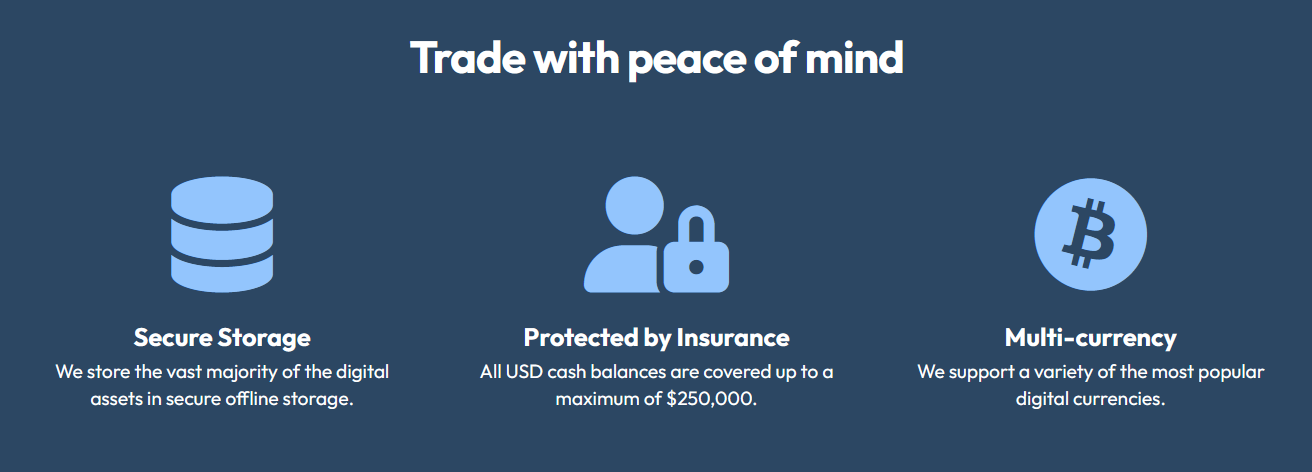 Trade with peace of mind
Secure Storage
We store the vast majority of the digital
assets in secure offline storage.
Protected by Insurance
All USD cash balances are covered up to a
maximum of $250,000.
Multi-currency
We support a variety of the most popular
digital currencies.